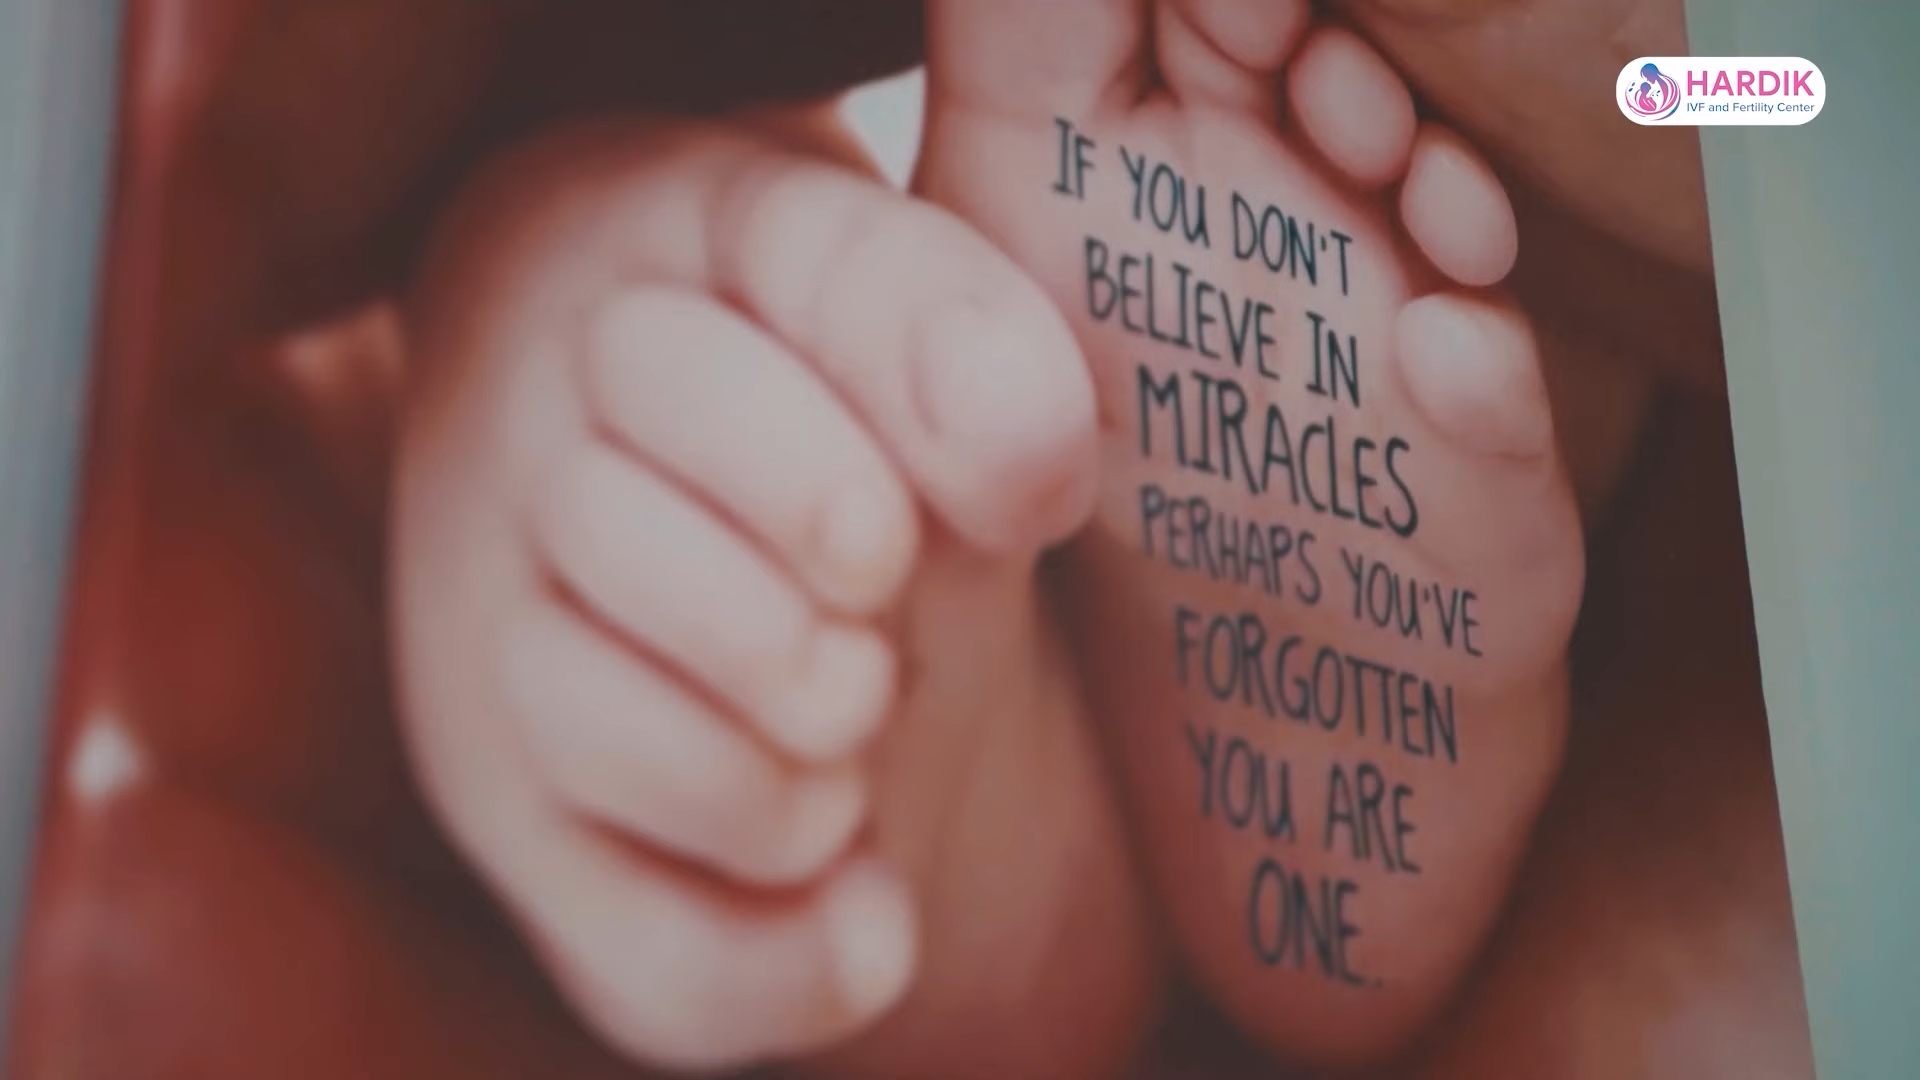 HARDIK
IVF and Fertility Center
IF YOU DON'T
BELIEVE IN
MIRACLES
PERHAPS YOU'VE
FORGOTTEN
YOU ARE
ONE.